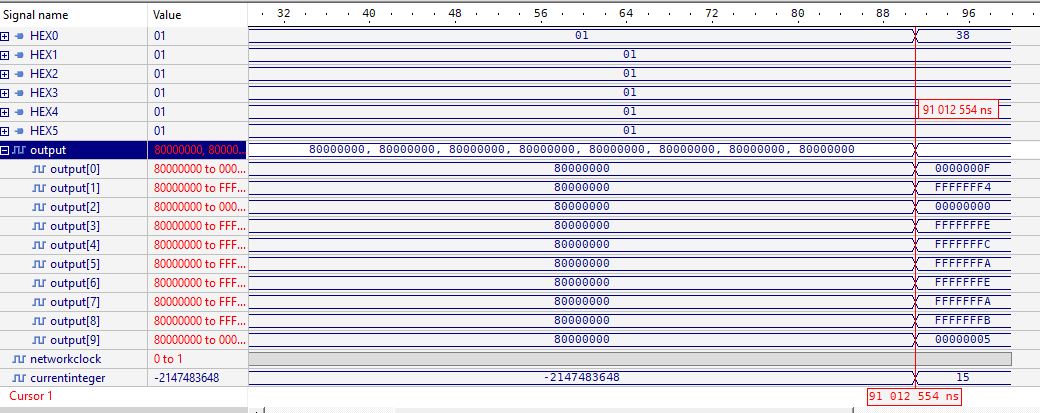 Signal name Value 32 40 48 56 64 72 80 88 96
HEX0 01 01 38
HEX1 01 01
HEX2 01 01
HEX3 01 01
HEX4 01 01 91 012 554 ns
HEX5 01 01
output 80000000, 80000... 80000000, 80000000, 80000000, 80000000, 80000000, 80000000, 80000000, 80000000
output[0] 80000000 to 000... 80000000 0000000F
output[1] 80000000 to FFF... 80000000 FFFFFFF4
output[2] 80000000 to 000... 80000000 00000000
output[3] 80000000 to FFF... 80000000 FFFFFFFE
output[4] 80000000 to FFF... 80000000 FFFFFFFC
output[5] 80000000 to FFF... 80000000 FFFFFFFA
output[6] 80000000 to FFF... 80000000 FFFFFFFE
output[7] 80000000 to FFF... 80000000 FFFFFFFA
output[8] 80000000 to FFF... 80000000 FFFFFFFB
output[9] 80000000 to 000... 80000000 00000005
networkclock 0 to 1
currentinteger -2147483648 -2147483648 15
Cursor 1 91 012 554 ns